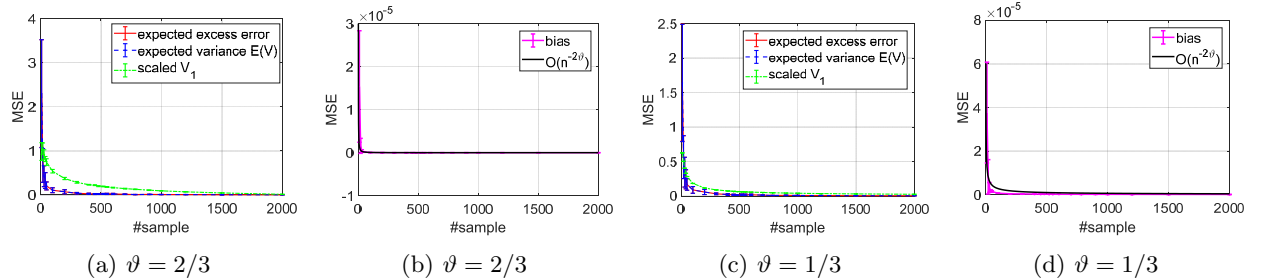 4
3
2
1
0
MSE
0
500
1000
1500
2000
#sample
expected excess error
expected variance E(V)
scaled V_1
(a) ϑ = 2/3
×10^-5
3
2
1
0
-1
MSE
0
500
1000
1500
2000
#sample
bias
O(n^-2ϑ)
(b) ϑ = 2/3
2.5
2
1.5
1
0.5
0
MSE
0
500
1000
1500
2000
#sample
expected excess error
expected variance E(V)
scaled V_1
(c) ϑ = 1/3
×10^-5
8
6
4
2
0
MSE
0
500
1000
1500
2000
#sample
bias
O(n^-2ϑ)
(d) ϑ = 1/3